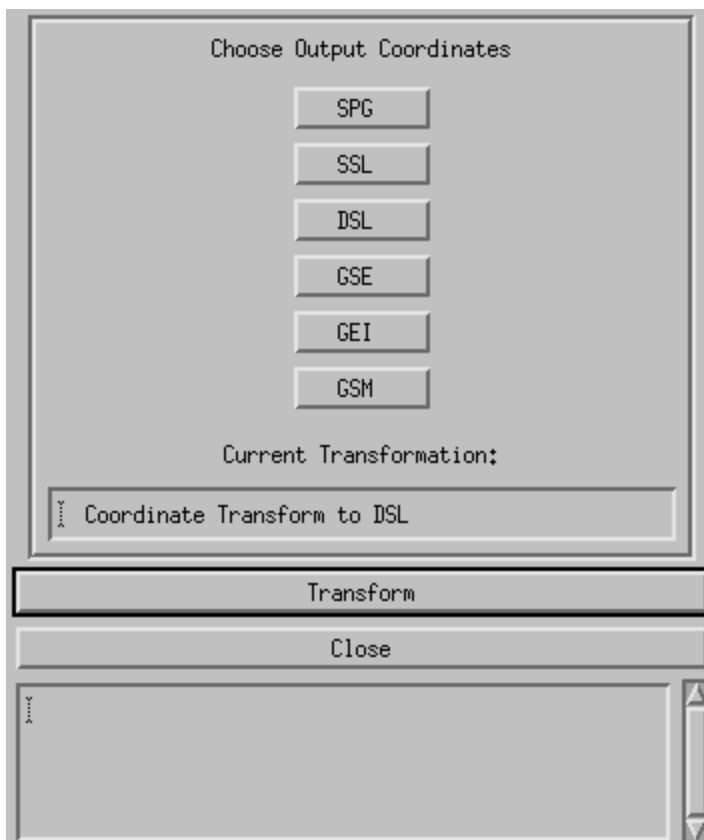 Choose Output Coordinates
SPG
SSL
DSL
GSE
GEI
GSM
Current Transformation:
Coordinate Transform to DSL
Transform
Close